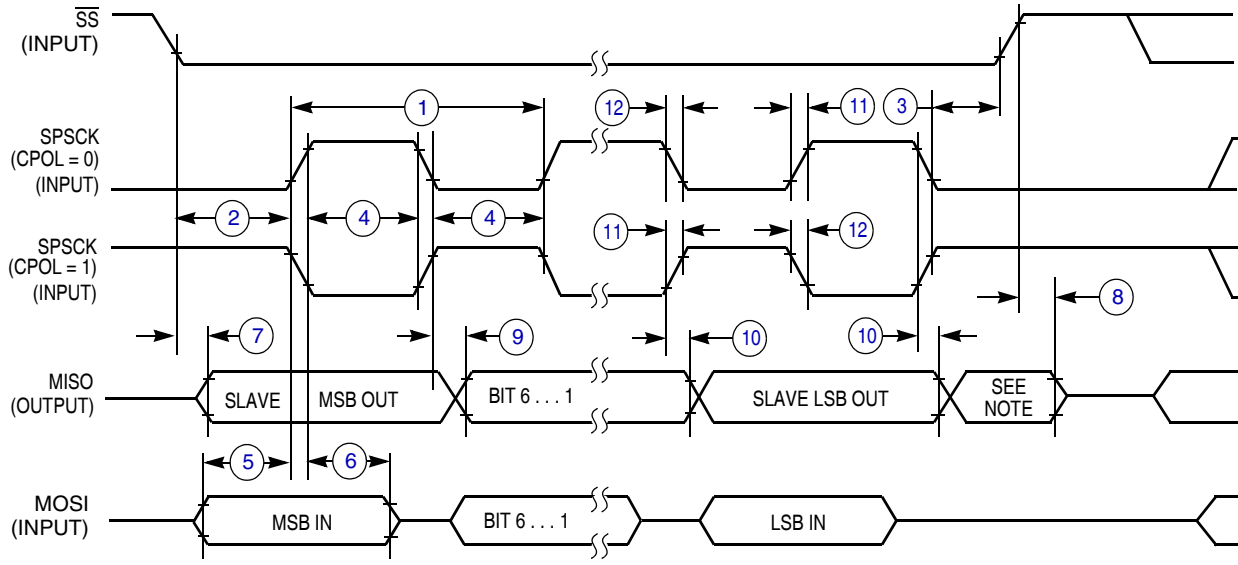 SS
(INPUT)
1
12
11
3
SPSCK
(CPOL = 0)
(INPUT)
2
4
4
11
12
SPSCK
(CPOL = 1)
(INPUT)
8
7
9
10
10
MISO
(OUTPUT)
SLAVE
MSB OUT
BIT 6 . . . 1
SLAVE LSB OUT
SEE
NOTE
5
6
MOSI
(INPUT)
MSB IN
BIT 6 . . . 1
LSB IN